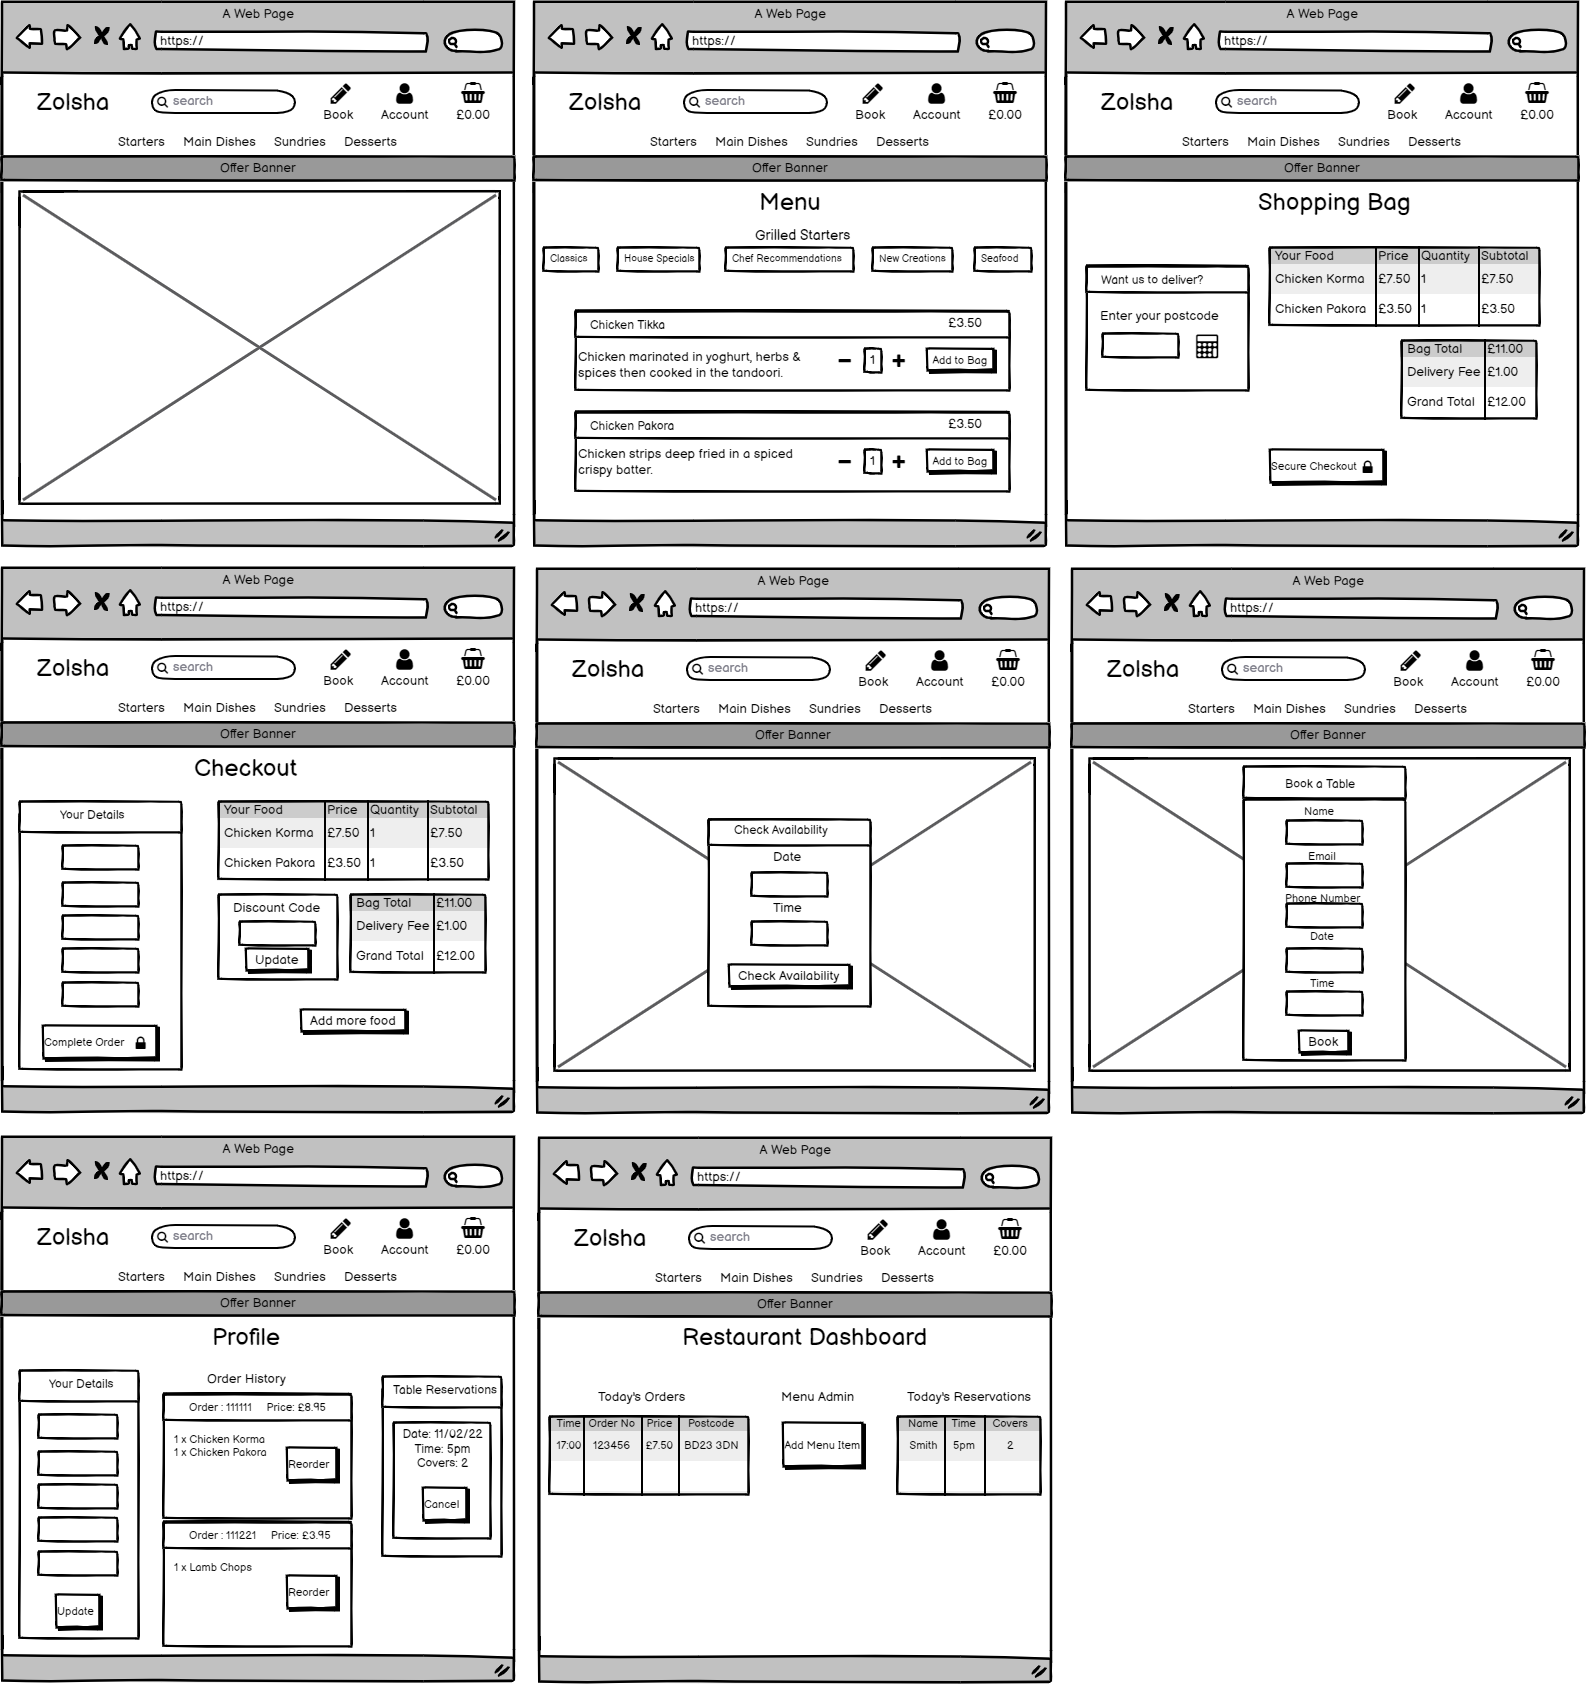 A Web Page
https://
Zolsha
search
Book
Account
£0.00
Starters Main Dishes Sundries Desserts
Offer Banner
A Web Page
https://
Zolsha
search
Book
Account
£0.00
Starters Main Dishes Sundries Desserts
Offer Banner
Menu
Grilled Starters
Classics House Specials Chef Recommendations New Creations Seafood
Chicken Tikka £3.50
Chicken marinated in yoghurt, herbs &
spices then cooked in the tandoori.
1
Add to Bag
Chicken Pakora £3.50
Chicken strips deep fried in a spiced
crispy batter.
1
Add to Bag
A Web Page
https://
Zolsha
search
Book
Account
£0.00
Starters Main Dishes Sundries Desserts
Offer Banner
Shopping Bag
Want us to deliver?
Enter your postcode
Your Food Price Quantity Subtotal
Chicken Korma £7.50 1 £7.50
Chicken Pakora £3.50 1 £3.50
Bag Total £11.00
Delivery Fee £1.00
Grand Total £12.00
Secure Checkout
A Web Page
https://
Zolsha
search
Book
Account
£0.00
Starters Main Dishes Sundries Desserts
Offer Banner
Checkout
Your Details
Complete Order
Your Food Price Quantity Subtotal
Chicken Korma £7.50 1 £7.50
Chicken Pakora £3.50 1 £3.50
Discount Code
Update
Bag Total £11.00
Delivery Fee £1.00
Grand Total £12.00
Add more food
A Web Page
https://
Zolsha
search
Book
Account
£0.00
Starters Main Dishes Sundries Desserts
Offer Banner
Check Availability
Date
Time
Check Availability
A Web Page
https://
Zolsha
search
Book
Account
£0.00
Starters Main Dishes Sundries Desserts
Offer Banner
Book a Table
Name
Email
Phone Number
Date
Time
Book
A Web Page
https://
Zolsha
search
Book
Account
£0.00
Starters Main Dishes Sundries Desserts
Offer Banner
Profile
Your Details
Update
Order History
Order : 111111 Price: £8.95
1 x Chicken Korma
1 x Chicken Pakora
Reorder
Order : 111221 Price: £3.95
1 x Lamb Chops
Reorder
Table Reservations
Date: 11/02/22
Time: 5pm
Covers: 2
Cancel
A Web Page
https://
Zolsha
search
Book
Account
£0.00
Starters Main Dishes Sundries Desserts
Offer Banner
Restaurant Dashboard
Today's Orders
Time Order No Price Postcode
17:00 123456 £7.50 BD23 3DN
Menu Admin
Add Menu Item
Today's Reservations
Name Time Covers
Smith 5pm 2